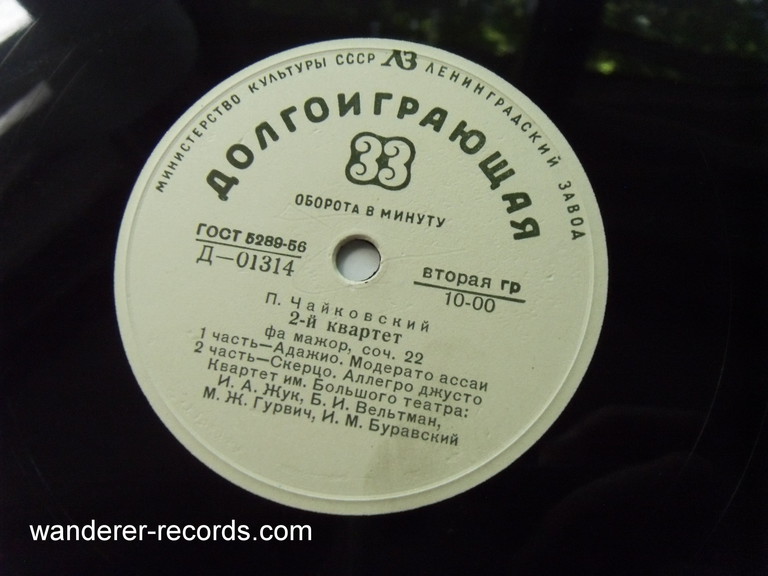 МИНИСТЕРСТВО КУЛЬТУРЫ СССР ЛЗ ЛЕНИНГРАДСКИЙ ЗАВОД
ДОЛГОИГРАЮЩАЯ
33
ОБОРОТА В МИНУТУ
ГОСТ 5289-56
Д—01314
вторая гр
10-00
П. Чайковский
2-й квартет
фа мажор, соч. 22
1 часть—Адажио. Модерато ассаи
2 часть—Скерцо. Аллегро джусто
Квартет им. Большого театра:
И. А. Жук, Б. И. Вельтман,
М. Ж. Гурвич, И. М. Буравский
wanderer-records.com